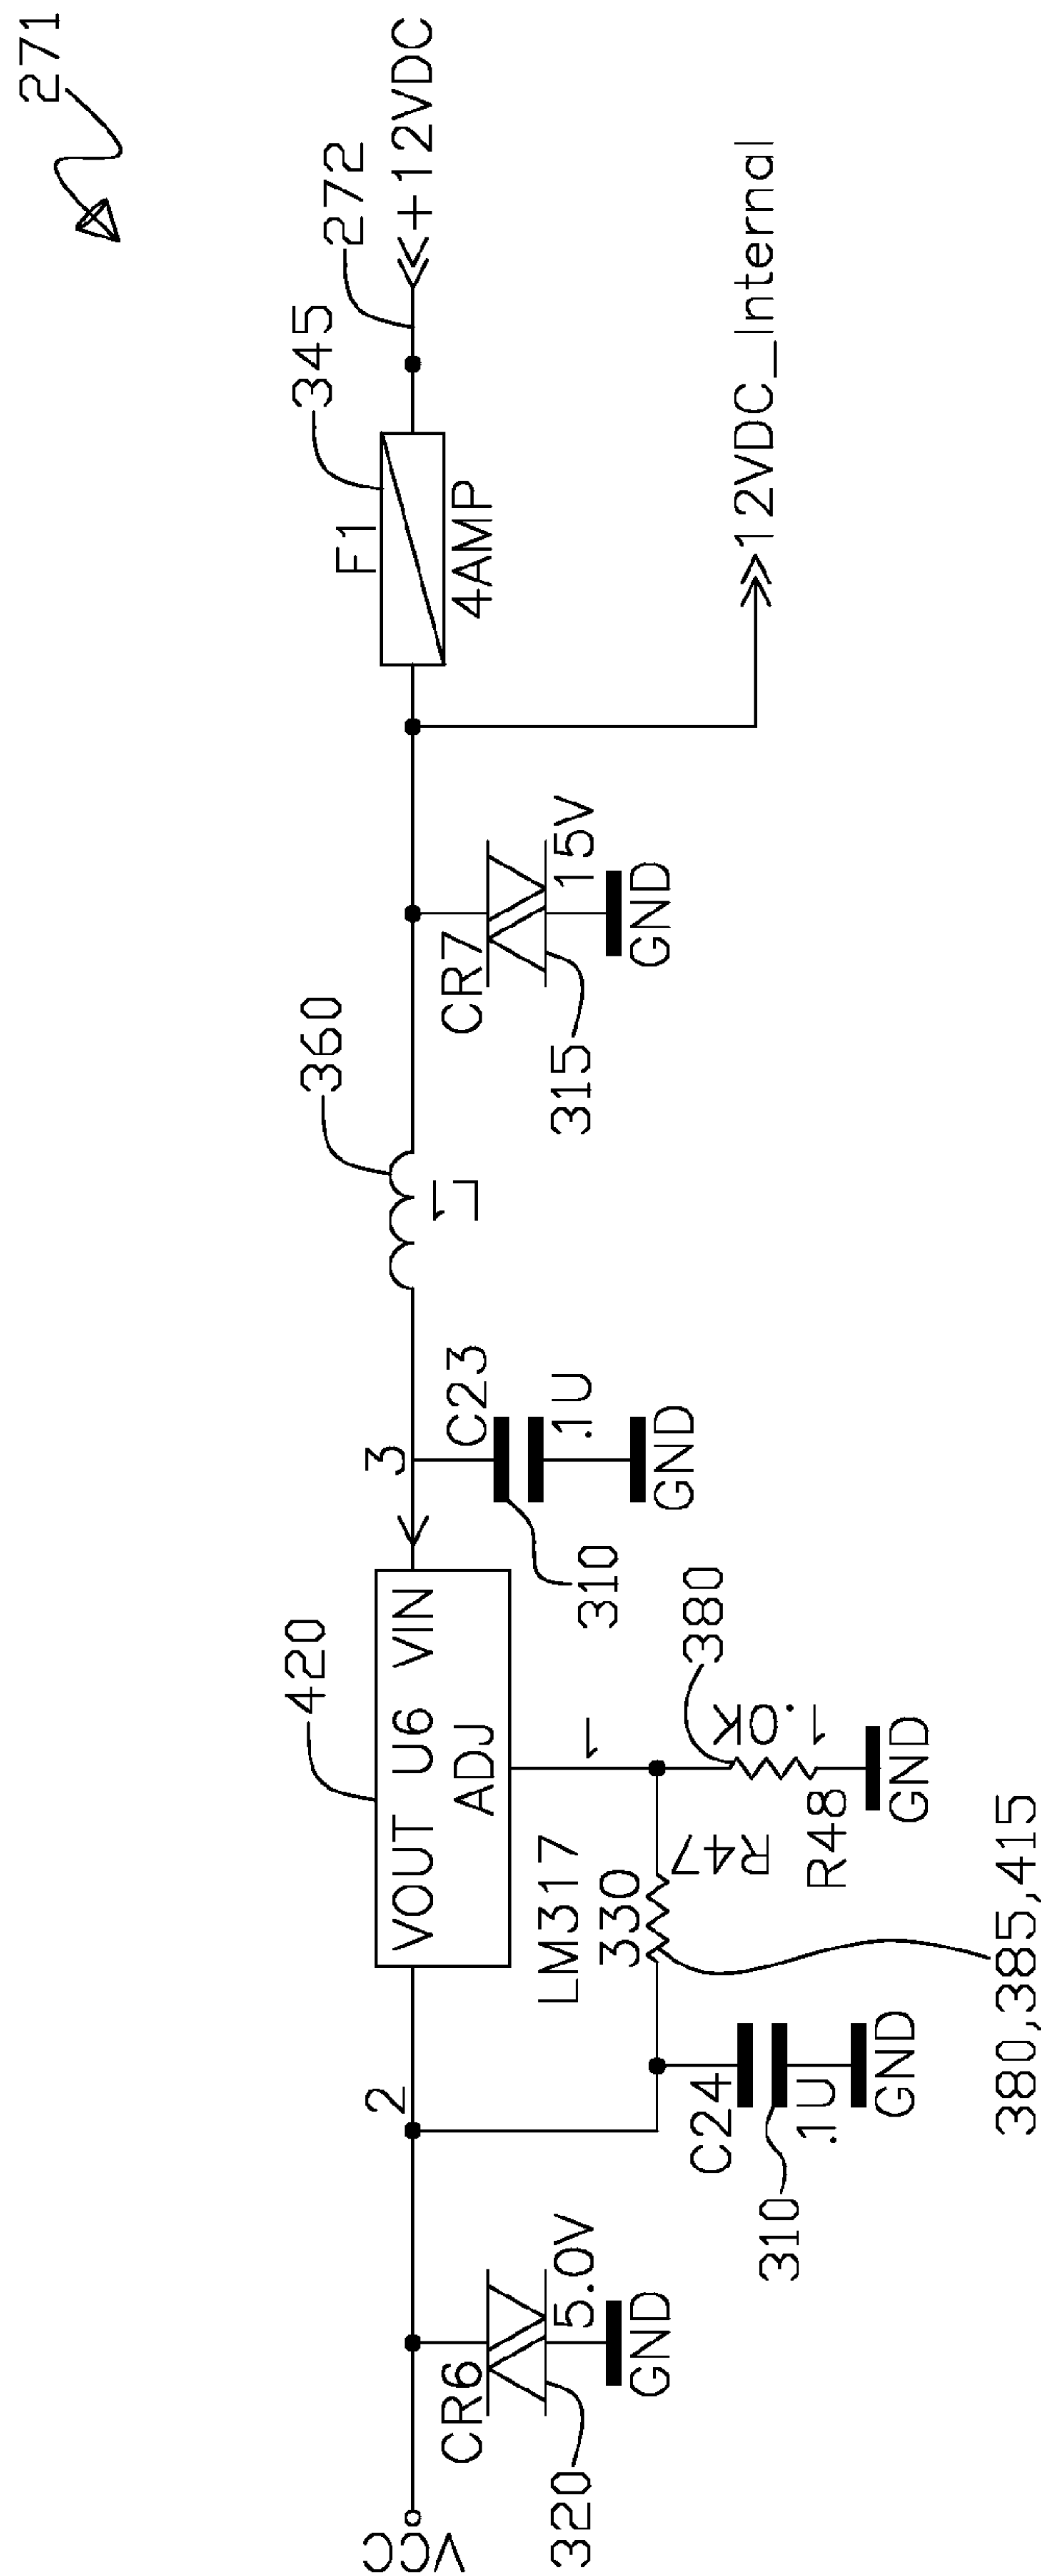 271
VCC
CR6
5.0V
GND
320
2
C24
.1U
GND
310
420
VOUT U6 VIN
ADJ
LM317
1
330
R47
380,385,415
R48
1.0K
380
GND
3
C23
.1U
GND
310
L1
360
CR7
15V
GND
315
F1
4AMP
345
272
+12VDC
12VDC_Internal